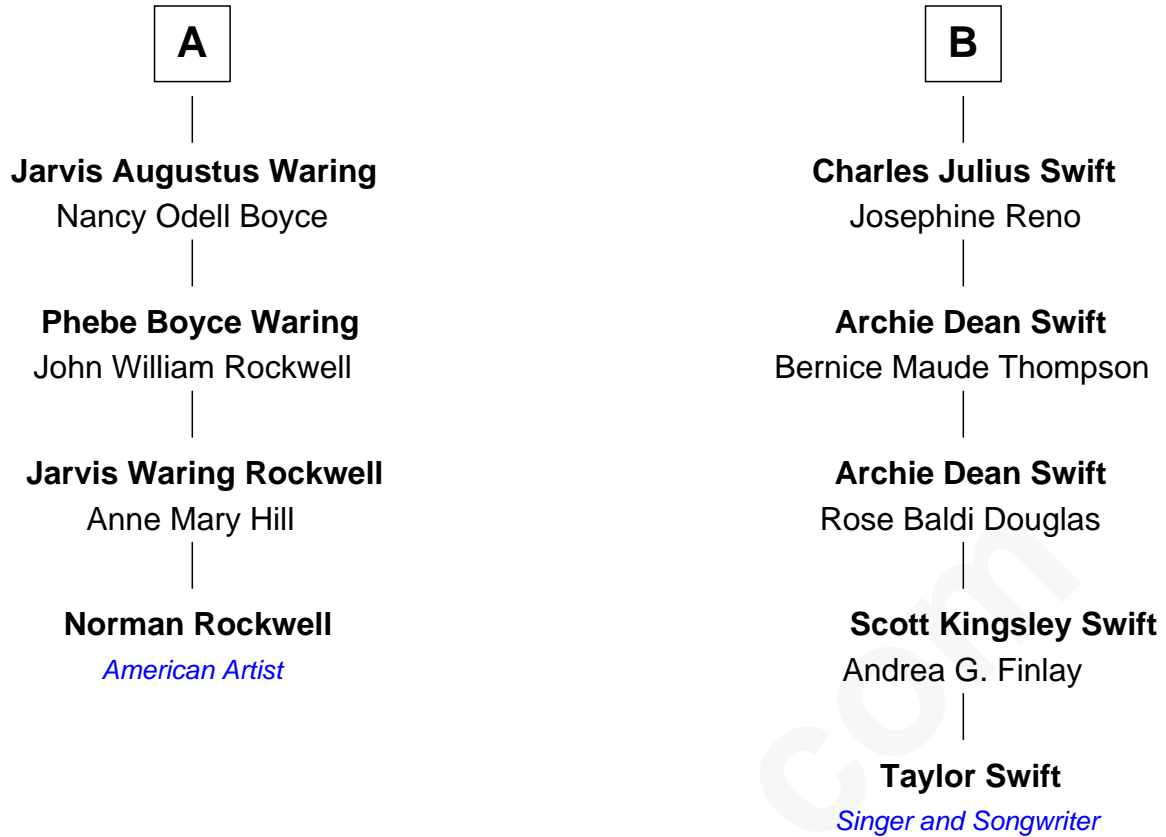 A
Jarvis Augustus Waring
Nancy Odell Boyce
Phebe Boyce Waring
John William Rockwell
Jarvis Waring Rockwell
Anne Mary Hill
Norman Rockwell
American Artist
B
Charles Julius Swift
Josephine Reno
Archie Dean Swift
Bernice Maude Thompson
Archie Dean Swift
Rose Baldi Douglas
Scott Kingsley Swift
Andrea G. Finlay
Taylor Swift
Singer and Songwriter
com